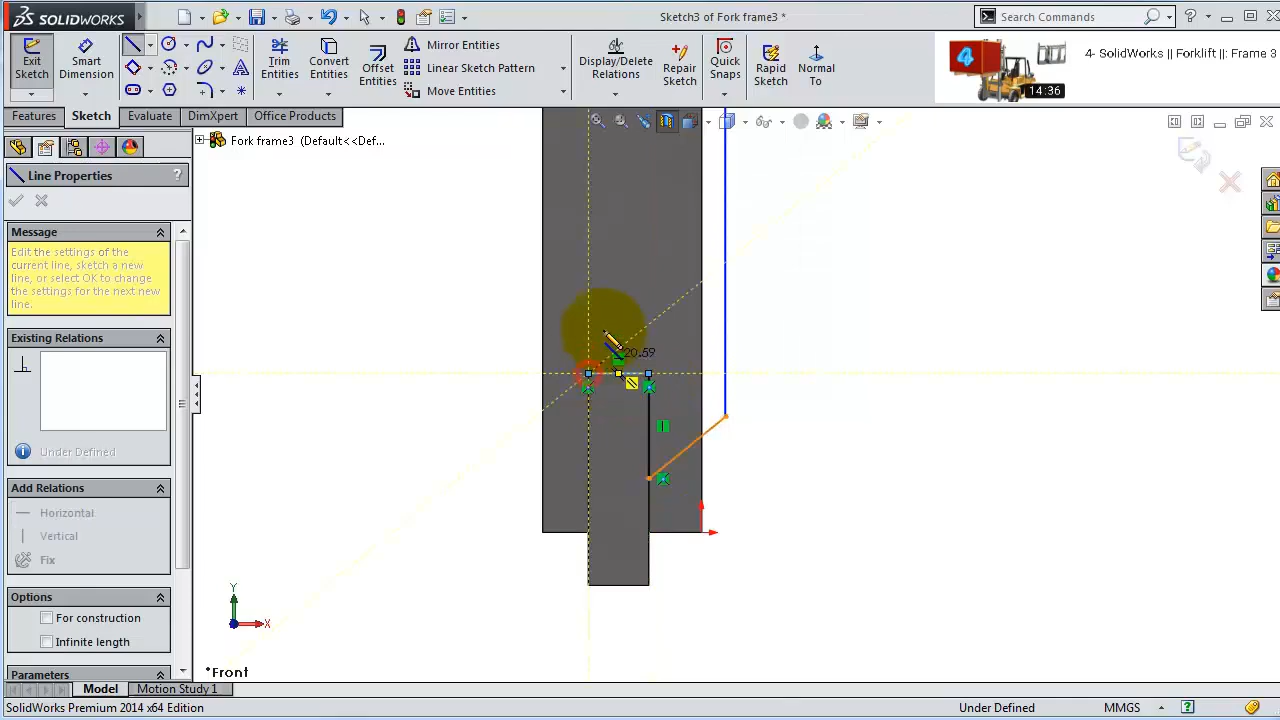 SOLIDWORKS
Sketch3 of Fork frame3 *
Search Commands
?
Exit Sketch
Smart Dimension
Trim Entities
Convert Entities
Offset Entities
Mirror Entities
Linear Sketch Pattern
Move Entities
Display/Delete Relations
Repair Sketch
Quick Snaps
Rapid Sketch
Normal To
4
14:36
4- SolidWorks || Forklift ||: Frame 3
Features
Sketch
Evaluate
DimXpert
Office Products
Fork frame3 (Default<<Def...
Line Properties
?
Message
Edit the settings of the
current line, sketch a new
line, or select OK to change
the settings for the next new
line.
Existing Relations
Under Defined
Add Relations
Horizontal
Vertical
Fix
Options
For construction
Infinite length
Parameters
20.59
Y
X
*Front
Model
Motion Study 1
SolidWorks Premium 2014 x64 Edition
Under Defined
MMGS
?